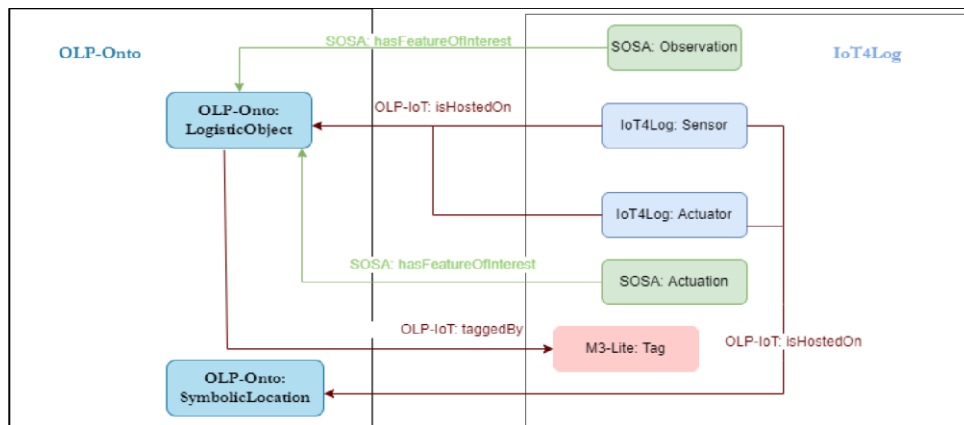 SOSA: hasFeatureOfInterest
SOSA: Observation
OLP-Onto
IoT4Log
OLP-Onto:
LogisticObject
OLP-IoT: isHostedOn
IoT4Log: Sensor
IoT4Log: Actuator
SOSA: hasFeatureOfInterest
SOSA: Actuation
OLP-IoT: taggedBy
M3-Lite: Tag
OLP-IoT: isHostedOn
OLP-Onto:
SymbolicLocation